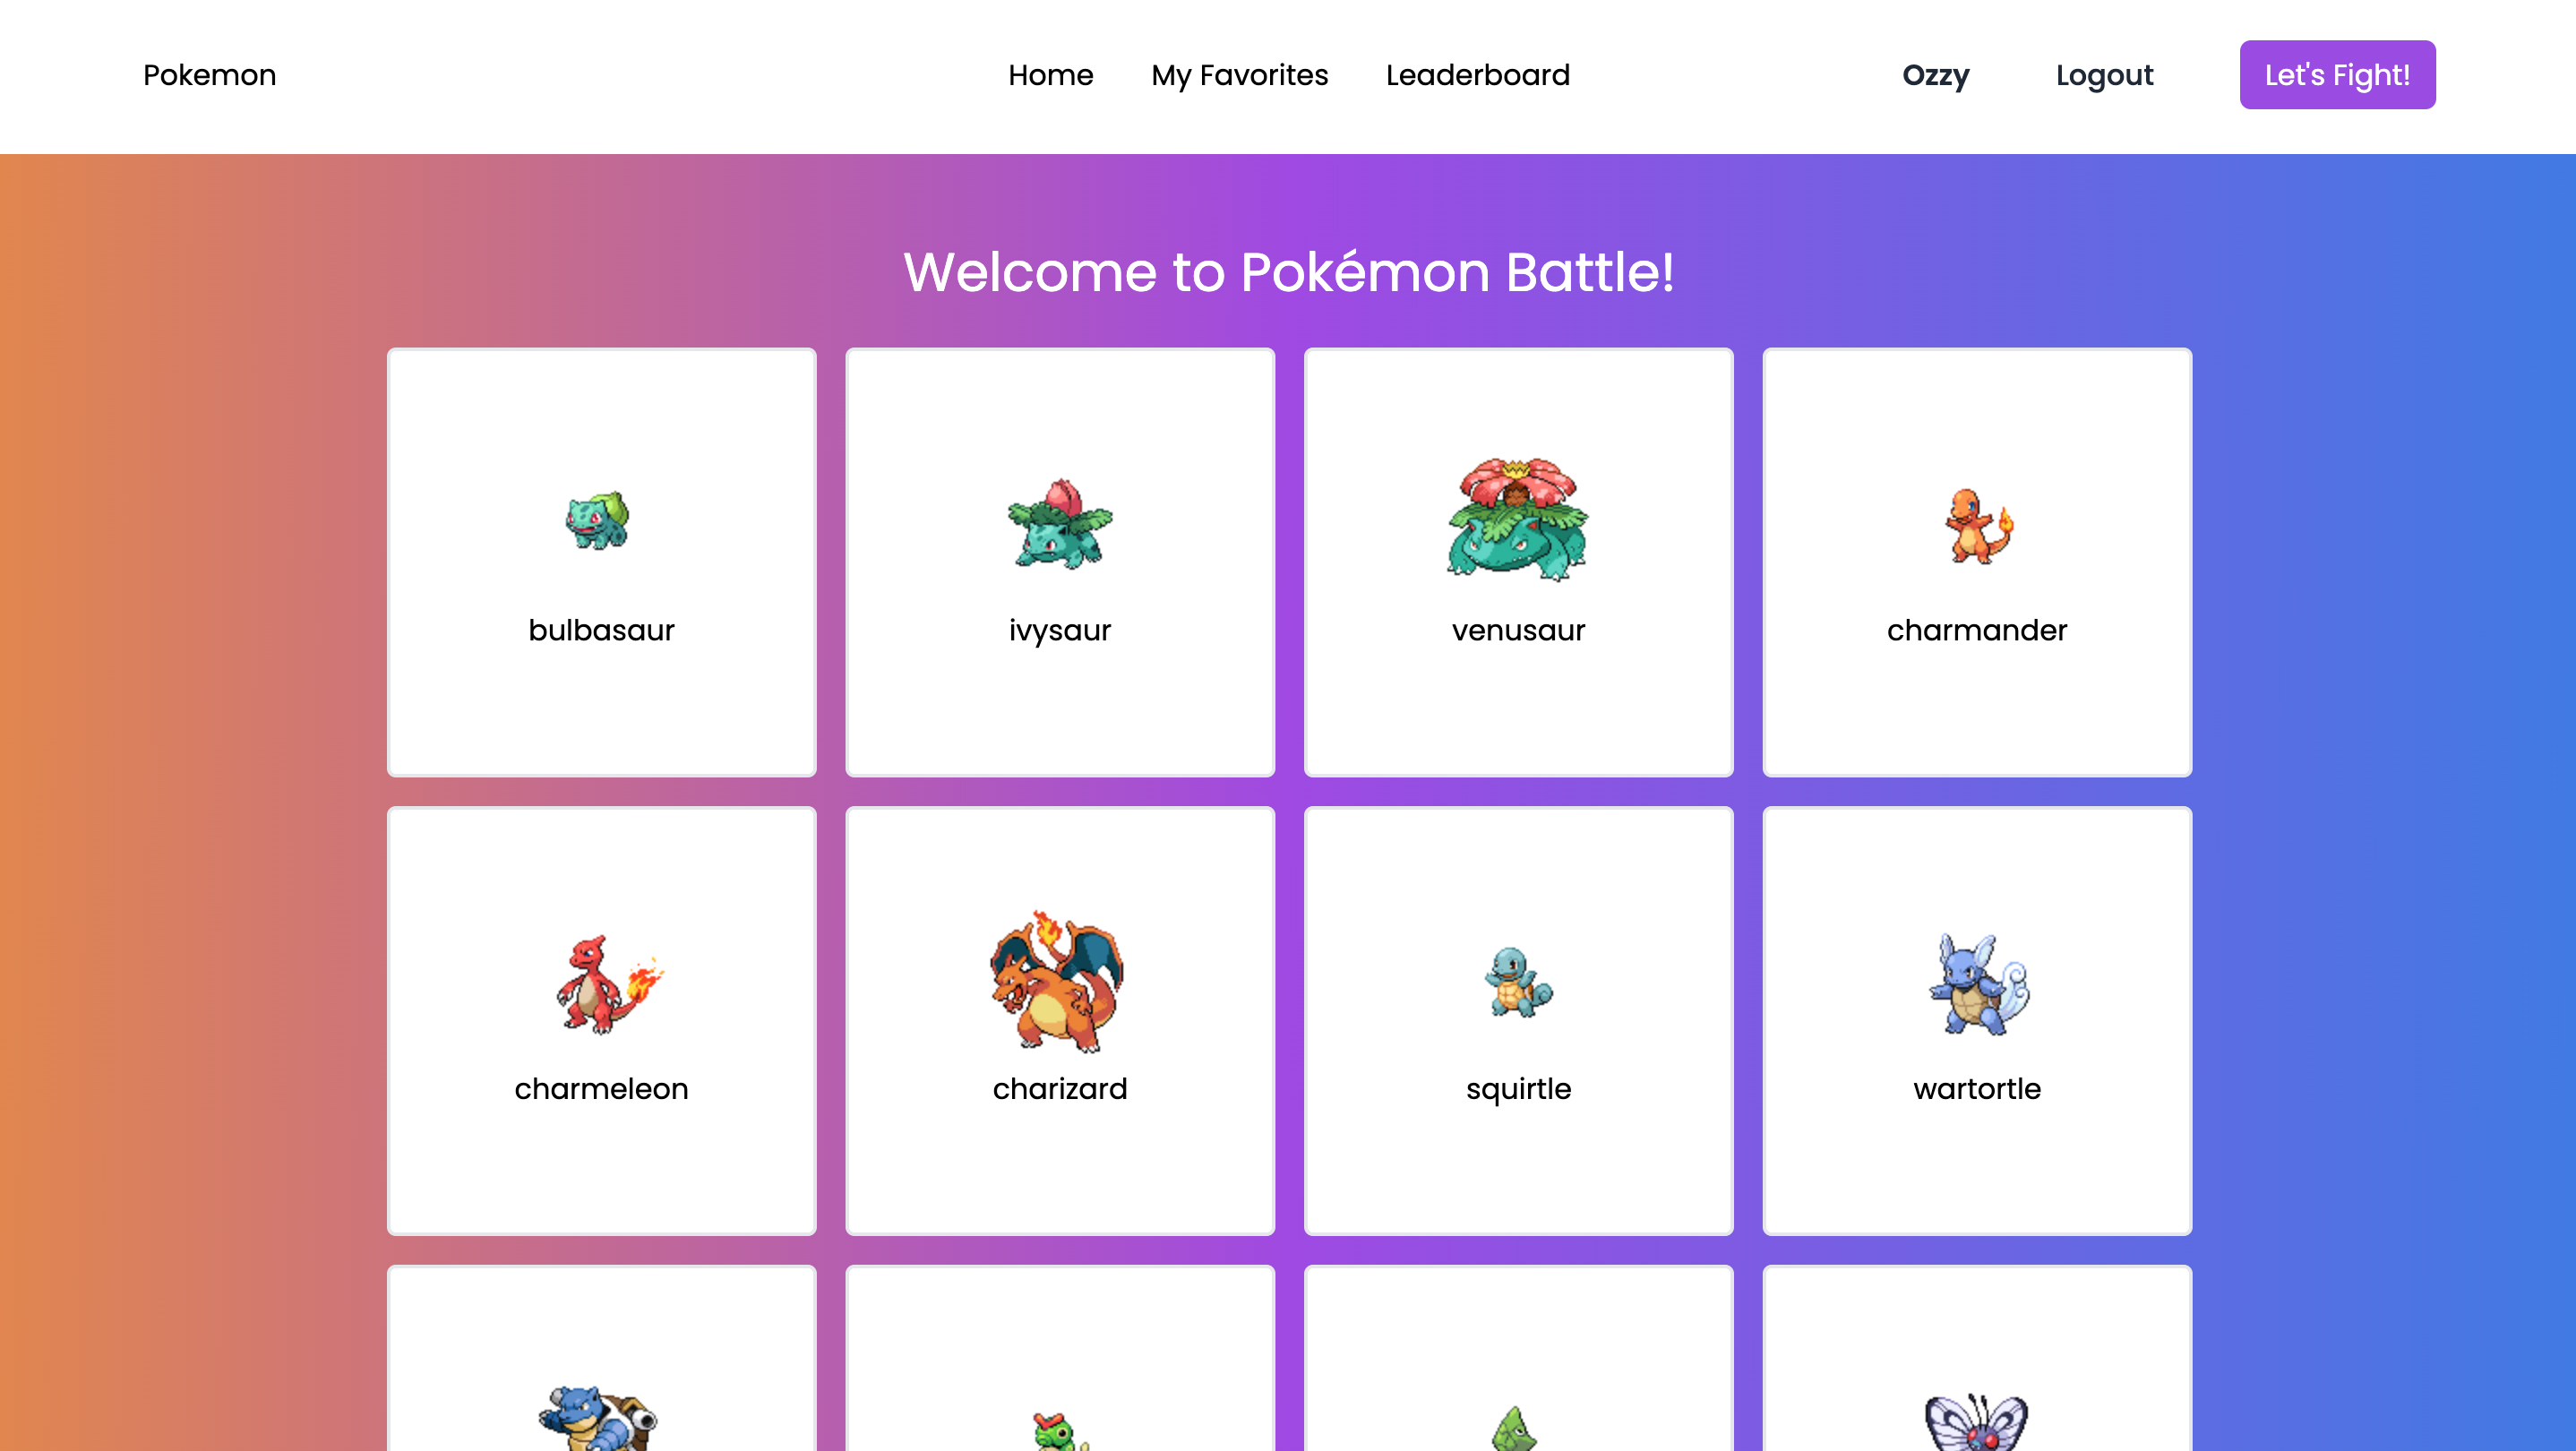 Pokemon
Home My Favorites Leaderboard
Ozzy Logout Let's Fight!
Welcome to Pokémon Battle!
bulbasaur
ivysaur
venusaur
charmander
charmeleon
charizard
squirtle
wartortle